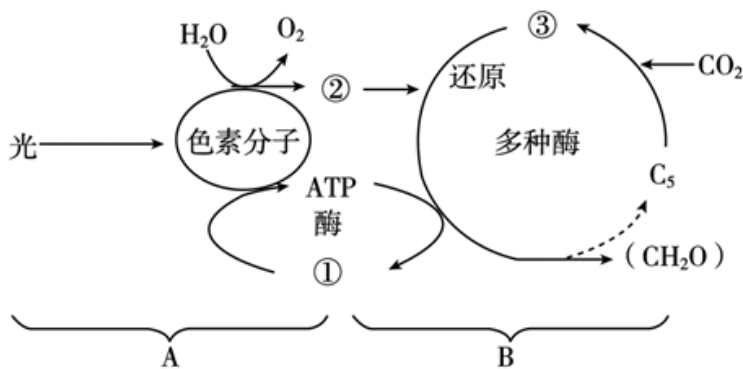 H₂O
O₂
③
CO₂
②
还原
光
色素分子
多种酶
ATP
C₅
酶
①
(CH₂O)
A
B